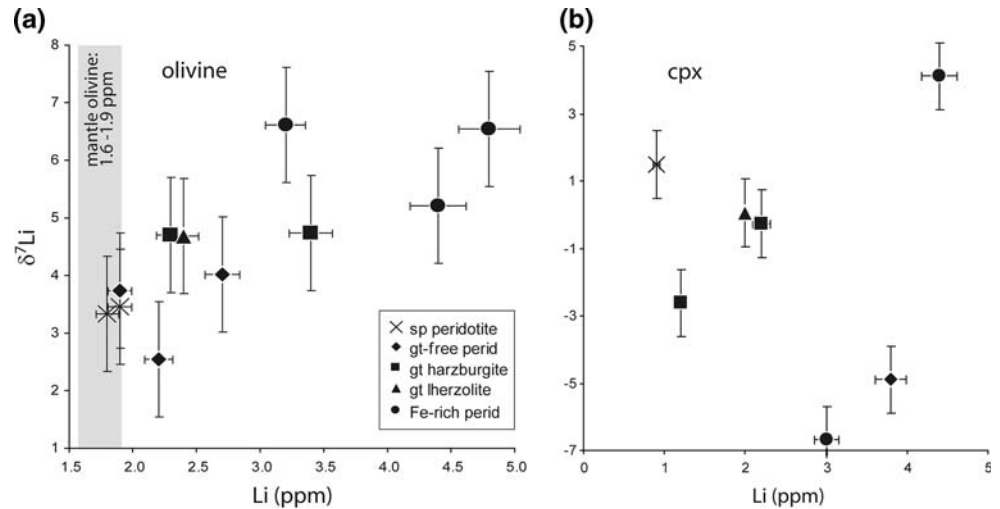 (a)
8
7
6
5
4
3
2
1
δ⁷Li
mantle olivine:
1.6 -1.9 ppm
olivine
sp peridotite
gt-free perid
gt harzburgite
gt lherzolite
Fe-rich perid
1.5 2.0 2.5 3.0 3.5 4.0 4.5 5.0
Li (ppm)
(b)
5
3
1
-1
-3
-5
-7
cpx
0 1 2 3 4 5
Li (ppm)